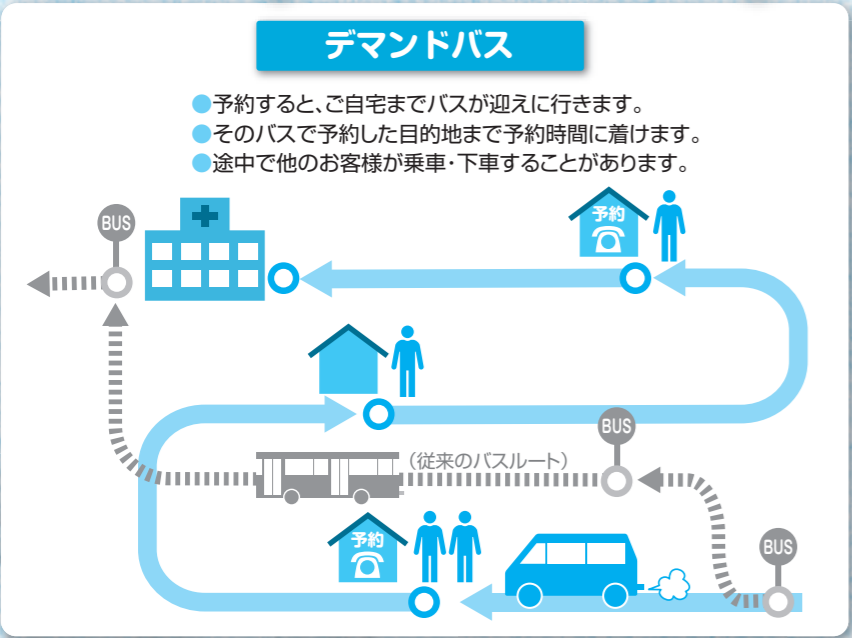 デマンドバス
●予約すると、ご自宅までバスが迎えに行きます。
●そのバスで予約した目的地まで予約時間に着けます。
●途中で他のお客様が乗車・下車することがあります。
予約
BUS
BUS
(従来のバスルート)
予約
BUS